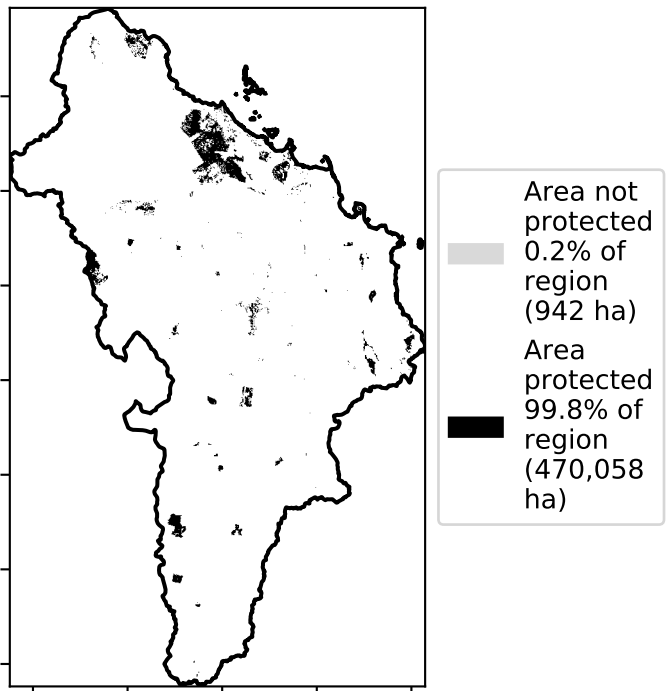 Area not
protected
0.2% of
region
(942 ha)
Area
protected
99.8% of
region
(470,058
ha)